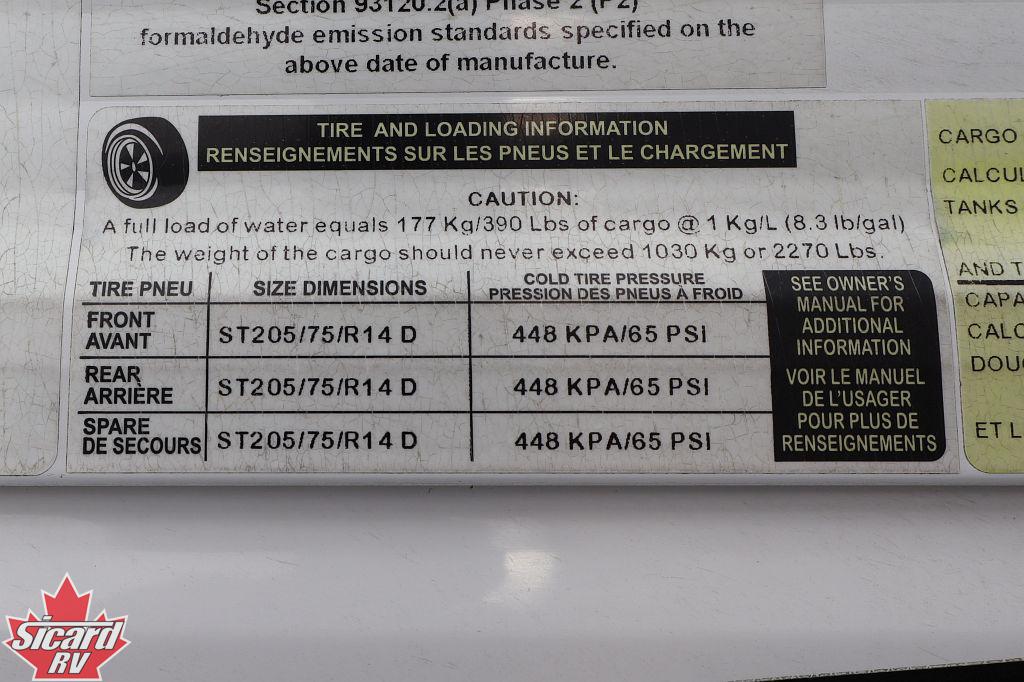 Section 93120.2(a) Phase 2 (P2)
formaldehyde emission standards specified on the
above date of manufacture.
TIRE AND LOADING INFORMATION
RENSEIGNEMENTS SUR LES PNEUS ET LE CHARGEMENT
CAUTION:
A full load of water equals 177 Kg/390 Lbs of cargo @ 1 Kg/L (8.3 lb/gal)
The weight of the cargo should never exceed 1030 Kg or 2270 Lbs.
TIRE PNEU SIZE DIMENSIONS COLD TIRE PRESSURE
PRESSION DES PNEUS À FROID
FRONT
AVANT ST205/75/R14 D 448 KPA/65 PSI
REAR
ARRIÈRE ST205/75/R14 D 448 KPA/65 PSI
SPARE
DE SECOURS ST205/75/R14 D 448 KPA/65 PSI
SEE OWNER'S
MANUAL FOR
ADDITIONAL
INFORMATION
VOIR LE MANUEL
DE L'USAGER
POUR PLUS DE
RENSEIGNEMENTS
CARGO
CALCUL
TANKS
AND T
CAPA
CALC
DOUC
ET L
Sicard
RV